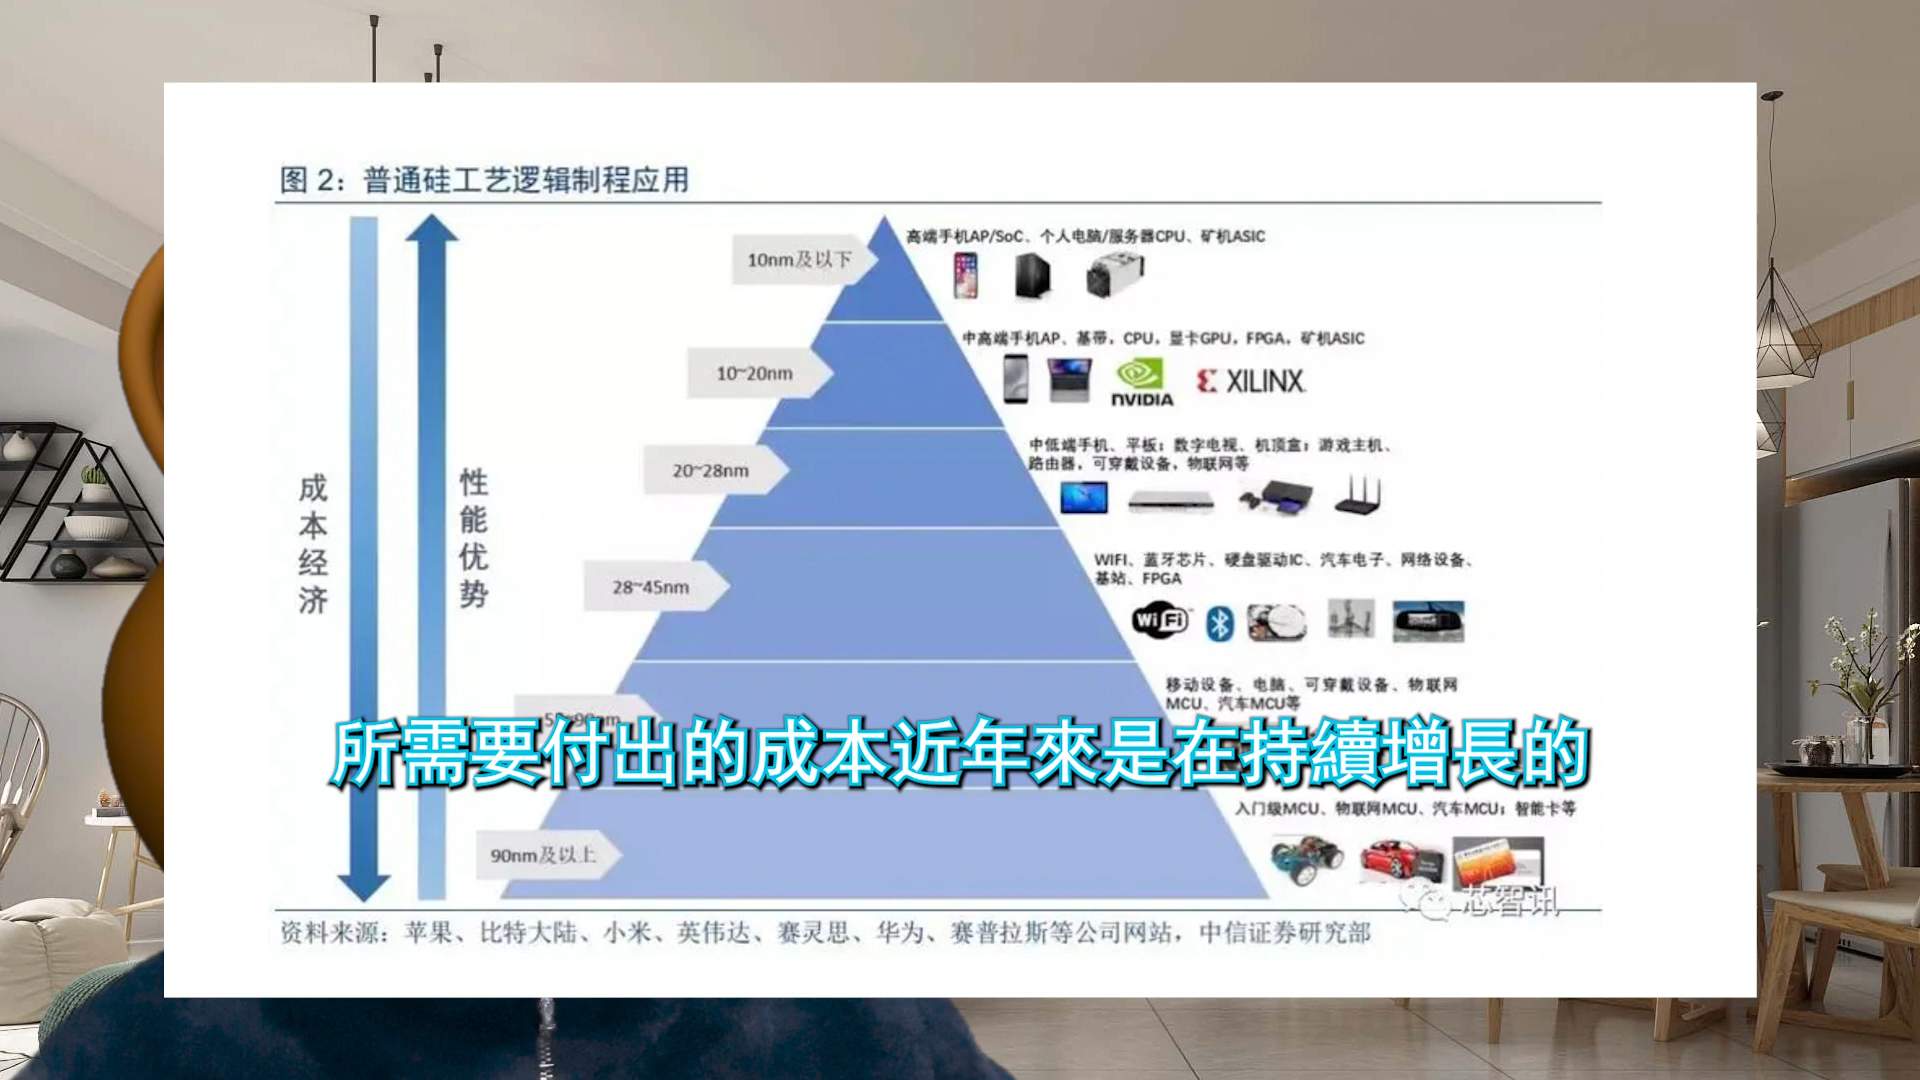 图 2：普通硅工艺逻辑制程应用
成本经济
性能优势
10nm及以下
高端手机AP/SoC、个人电脑/服务器CPU、矿机ASIC
10~20nm
中高端手机AP、基带，CPU，显卡GPU，FPGA，矿机ASIC
NVIDIA
XILINX
20~28nm
中低端手机、平板；数字电视、机顶盒；游戏主机、
路由器，可穿戴设备，物联网等
28~45nm
WIFI、蓝牙芯片、硬盘驱动IC、汽车电子、网络设备、
基站、FPGA
WiFi
移动设备、电脑、可穿戴设备、物联网
MCU、汽车MCU等
所需要付出的成本近年來是在持續增長的
90nm及以上
入门级MCU、物联网MCU、汽车MCU；智能卡等
芯智讯
资料来源：苹果、比特大陆、小米、英伟达、赛灵思、华为、赛普拉斯等公司网站，中信证券研究部